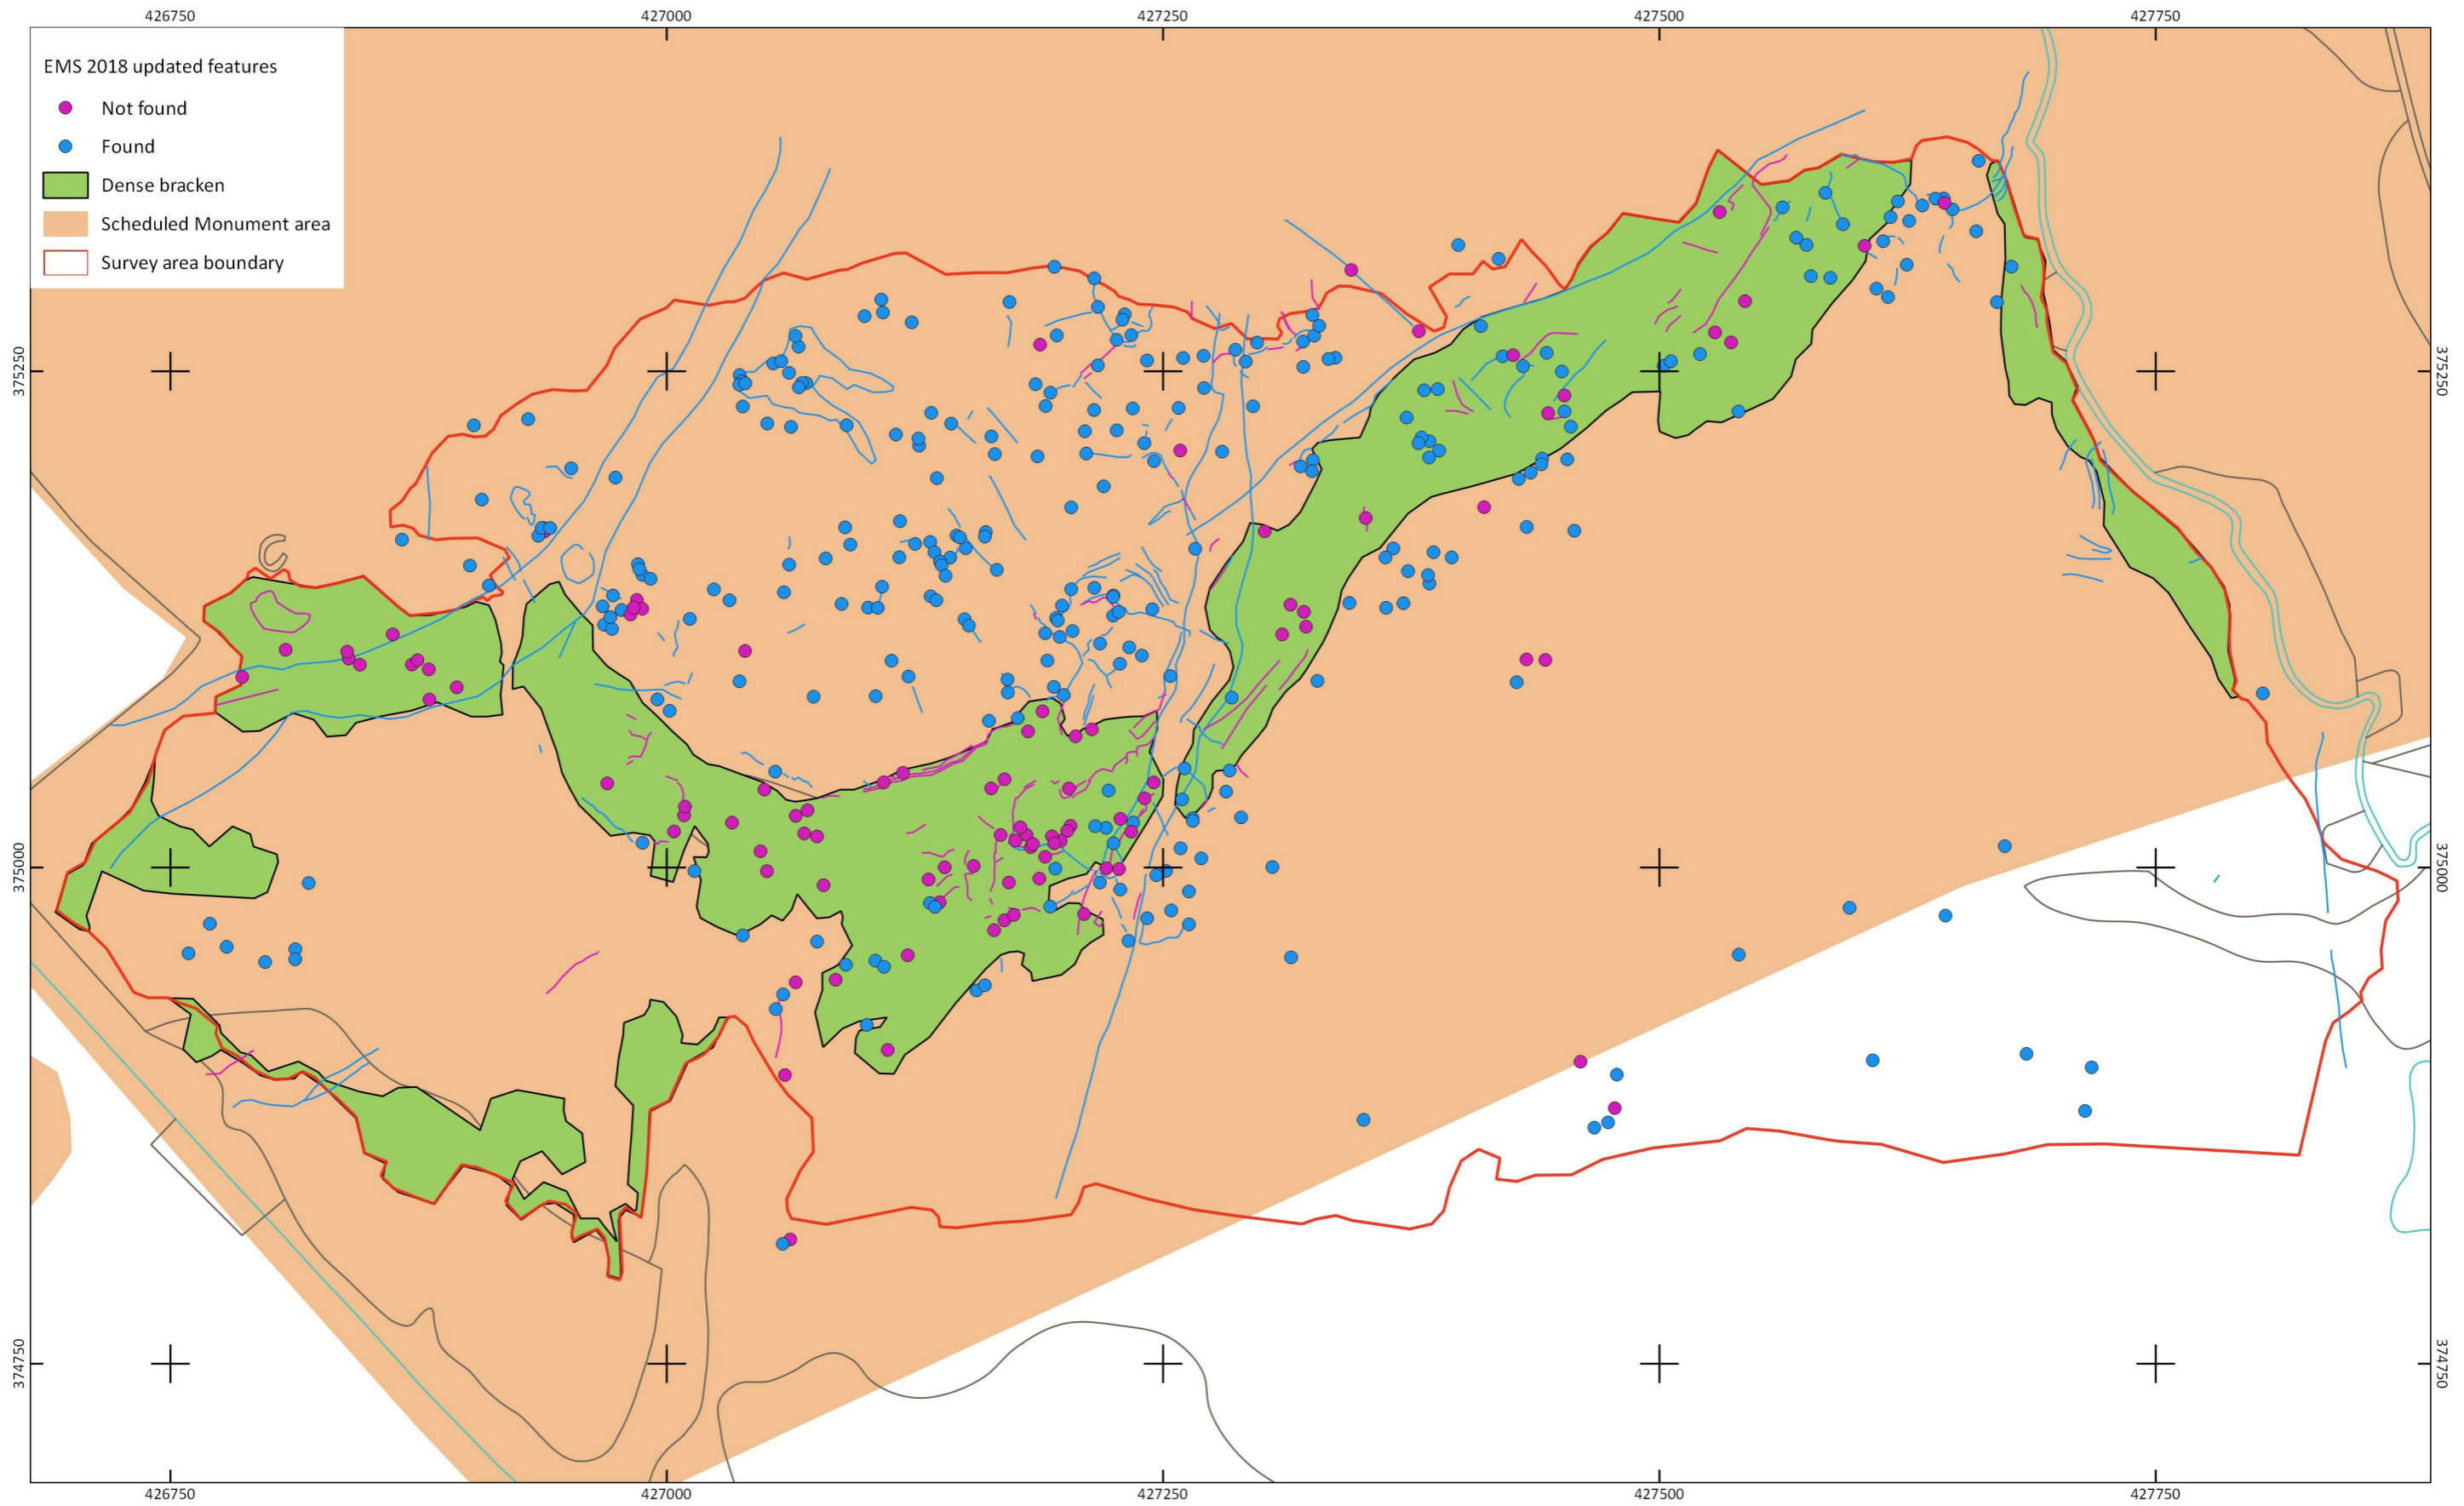 426750 427000 427250 427500 427750
EMS 2018 updated features
Not found
Found
Dense bracken
Scheduled Monument area
Survey area boundary
375250 375250
375000 375000
374750 374750
426750 427000 427250 427500 427750